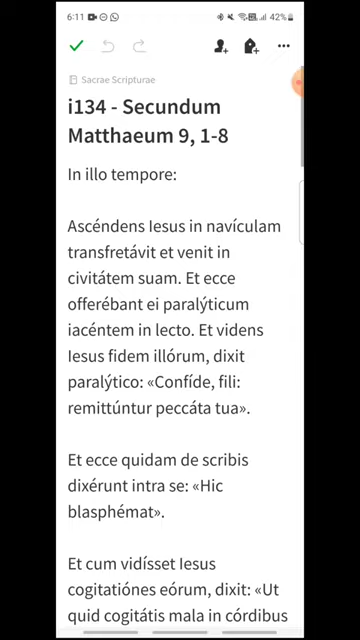 6:11
42%
Sacrae Scripturae
i134 - Secundum
Matthaeum 9, 1-8
In illo tempore:
Ascéndens Iesus in navículam
transfretávit et venit in
civitátem suam. Et ecce
offerébant ei paralýticum
iacéntem in lecto. Et videns
Iesus fidem illórum, dixit
paralýtico: «Confíde, fili:
remittúntur peccáta tua».
Et ecce quidam de scribis
dixérunt intra se: «Hic
blasphémat».
Et cum vidísset Iesus
cogitatiónes eórum, dixit: «Ut
quid cogitátis mala in córdibus